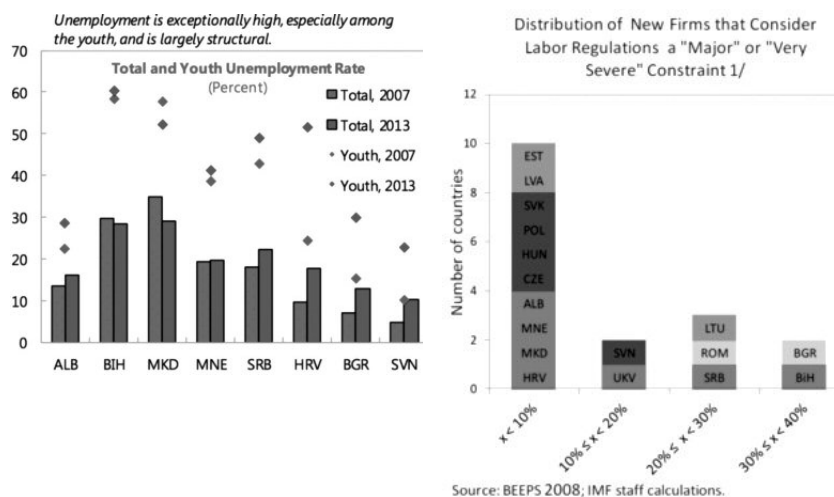 Unemployment is exceptionally high, especially among
the youth, and is largely structural.
70
60
50
40
30
20
10
0
Total and Youth Unemployment Rate
(Percent)
Total, 2007
Total, 2013
Youth, 2007
Youth, 2013
ALB BIH MKD MNE SRB HRV BGR SVN
Distribution of New Firms that Consider
Labor Regulations a "Major" or "Very
Severe" Constraint 1/
Number of countries
12
10
8
6
4
2
0
EST
LVA
SVK
POL
HUN
CZE
ALB
MNE
MKD
HRV
SVN
UKV
LTU
ROM
SRB
BGR
BiH
x < 10%
10% ≤ x < 20%
20% ≤ x < 30%
30% ≤ x < 40%
Source: BEEPS 2008; IMF staff calculations.